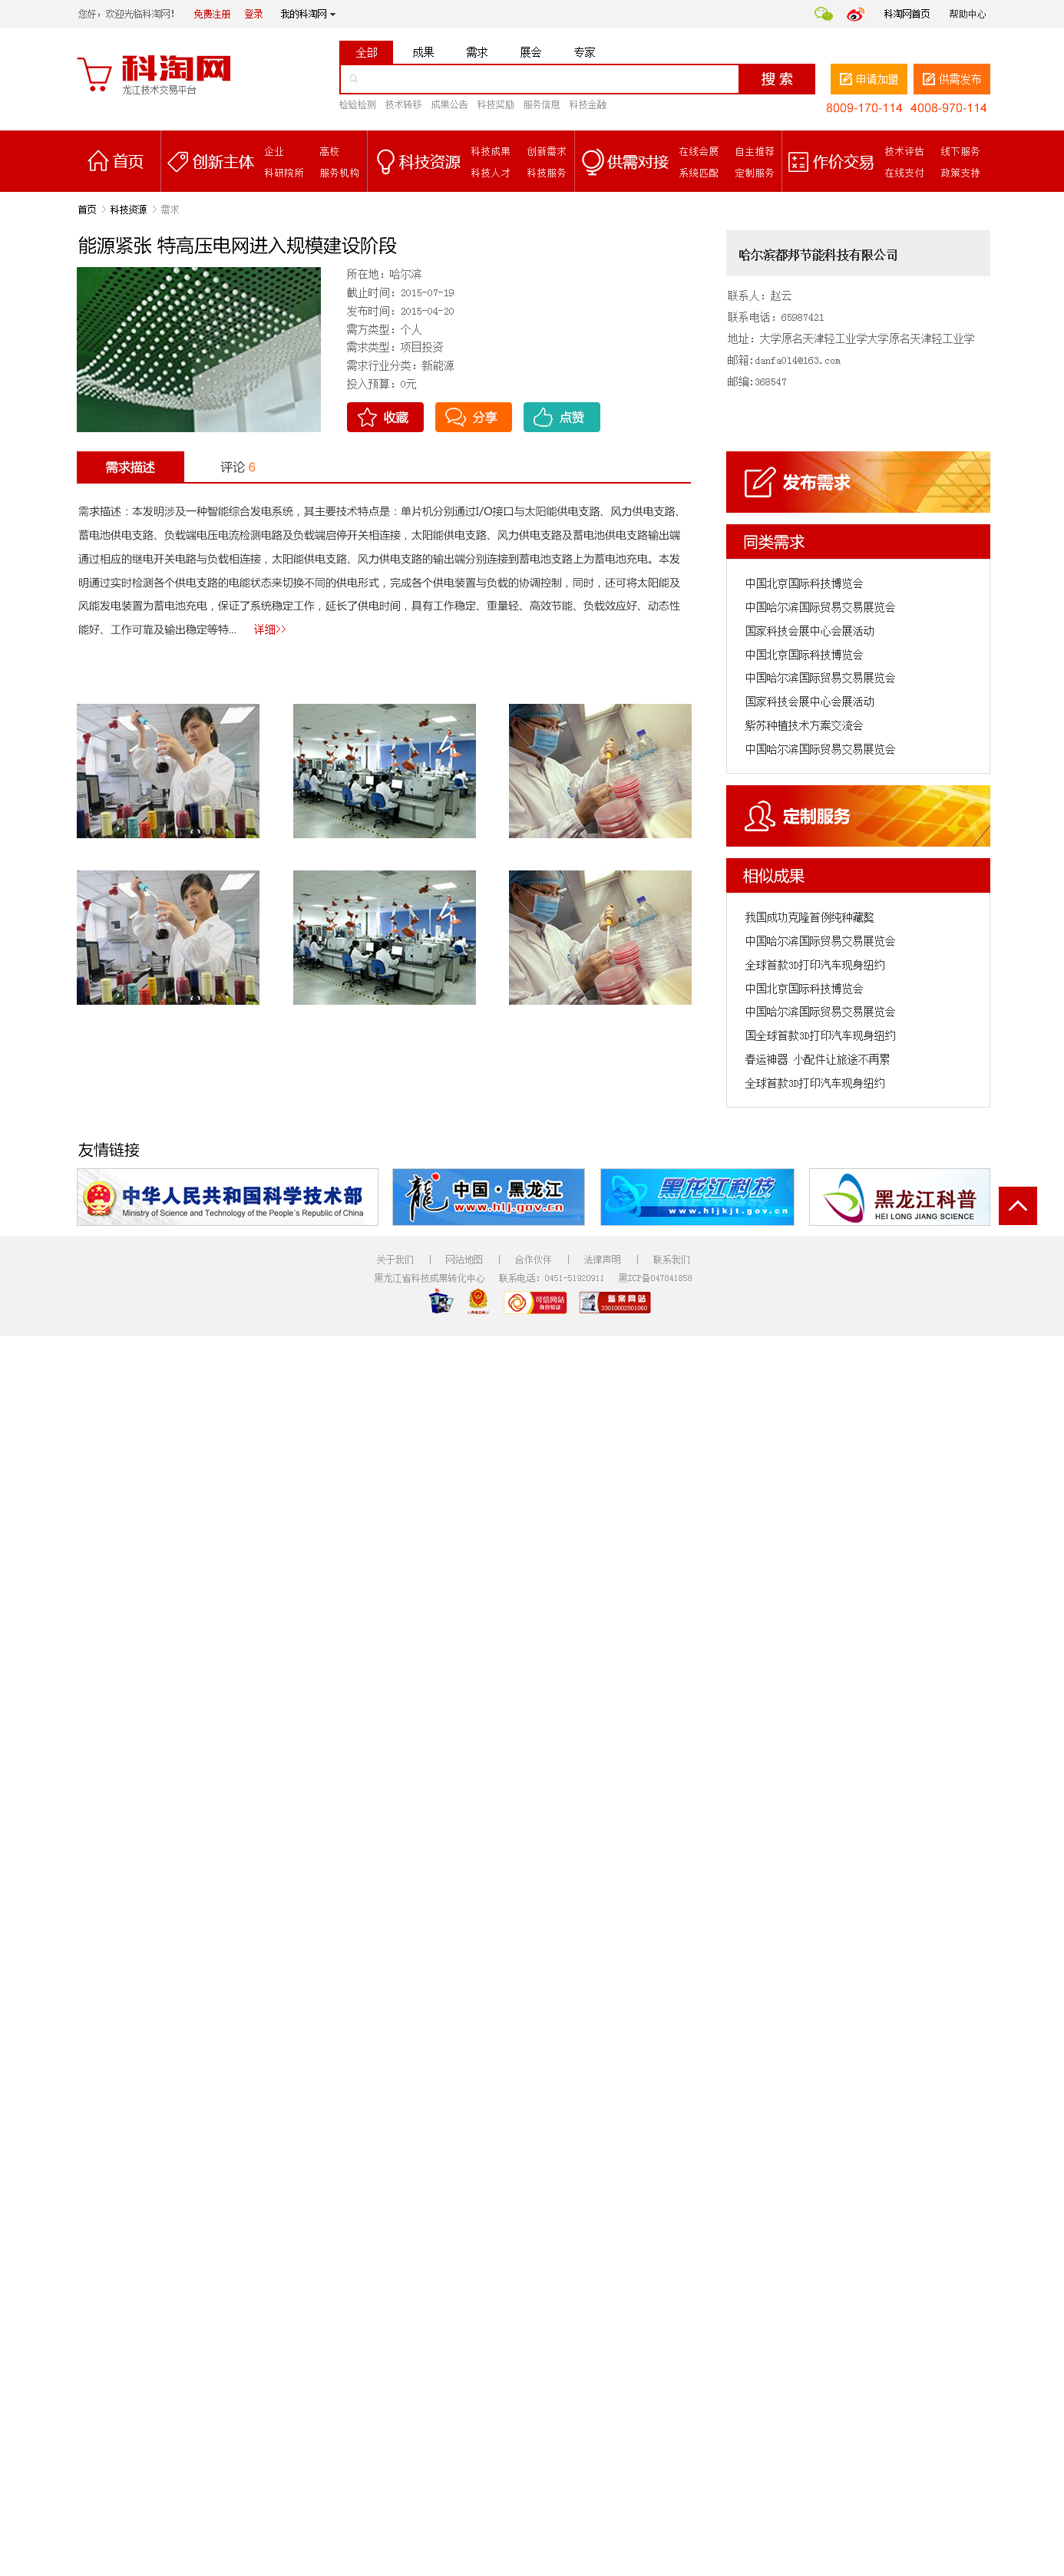 您好，欢迎光临科淘网! 免费注册 登录 我的科淘网 科淘网首页 帮助中心
科淘网
龙江技术交易平台
全部 成果 需求 展会 专家
搜 索
申请加盟 供需发布
检验检测 技术转移 成果公告 科技奖励 服务信息 科技金融
8009-170-114 4008-970-114
首页
创新主体
企业 高校
科研院所 服务机构
科技资源
科技成果 创新需求
科技人才 科技服务
供需对接
在线会展 自主推荐
系统匹配 定制服务
作价交易
技术评估 线下服务
在线支付 政策支持
首页 > 科技资源 > 需求
能源紧张 特高压电网进入规模建设阶段
所在地：哈尔滨
截止时间：2015-07-19
发布时间：2015-04-20
需方类型：个人
需求类型：项目投资
需求行业分类：新能源
投入预算：0元
收藏 分享 点赞
哈尔滨都邦节能科技有限公司
联系人：赵云
联系电话：65987421
地址：大学原名天津轻工业学大学原名天津轻工业学
邮箱:danfa014@163.com
邮编:368547
需求描述 评论 6
需求描述：本发明涉及一种智能综合发电系统，其主要技术特点是：单片机分别通过I/O接口与太阳能供电支路、风力供电支路、
蓄电池供电支路、负载端电压电流检测电路及负载端启停开关相连接，太阳能供电支路、风力供电支路及蓄电池供电支路输出端
通过相应的继电开关电路与负载相连接，太阳能供电支路、风力供电支路的输出端分别连接到蓄电池支路上为蓄电池充电。本发
明通过实时检测各个供电支路的电能状态来切换不同的供电形式，完成各个供电装置与负载的协调控制，同时，还可将太阳能及
风能发电装置为蓄电池充电，保证了系统稳定工作，延长了供电时间，具有工作稳定、重量轻、高效节能、负载效应好、动态性
能好、工作可靠及输出稳定等特... 详细>>
发布需求
同类需求
中国北京国际科技博览会
中国哈尔滨国际贸易交易展览会
国家科技会展中心会展活动
中国北京国际科技博览会
中国哈尔滨国际贸易交易展览会
国家科技会展中心会展活动
紫苏种植技术方案交流会
中国哈尔滨国际贸易交易展览会
定制服务
相似成果
我国成功克隆首例纯种藏獒
中国哈尔滨国际贸易交易展览会
全球首款3D打印汽车现身纽约
中国北京国际科技博览会
中国哈尔滨国际贸易交易展览会
国全球首款3D打印汽车现身纽约
春运神器 小配件让旅途不再累
全球首款3D打印汽车现身纽约
友情链接
中华人民共和国科学技术部
Ministry of Science and Technology of the People's Republic of China
龍 中国·黑龙江
www.hlj.gov.cn
黑龙江科技
www.hljkjt.gov.cn
黑龙江科普
HEI LONG JIANG SCIENCE
关于我们 | 网站地图 | 合作伙伴 | 法律声明 | 联系我们
黑龙江省科技成果转化中心 联系电话：0451-51920911 黑ICP备047841858
可信网站
身份验证
备案网站
33010002001060